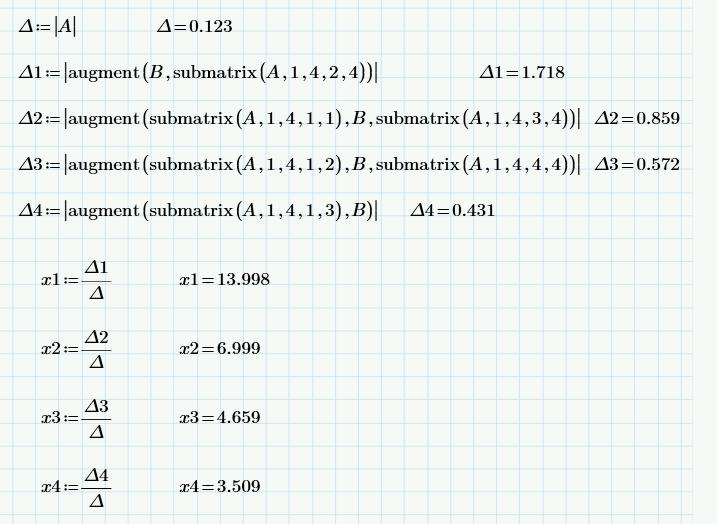 Δ:=|A| Δ=0.123
Δ1:=|augment(B,submatrix(A,1,4,2,4))| Δ1=1.718
Δ2:=|augment(submatrix(A,1,4,1,1),B,submatrix(A,1,4,3,4))| Δ2=0.859
Δ3:=|augment(submatrix(A,1,4,1,2),B,submatrix(A,1,4,4,4))| Δ3=0.572
Δ4:=|augment(submatrix(A,1,4,1,3),B)| Δ4=0.431
x1:=Δ1/Δ x1=13.998
x2:=Δ2/Δ x2=6.999
x3:=Δ3/Δ x3=4.659
x4:=Δ4/Δ x4=3.509